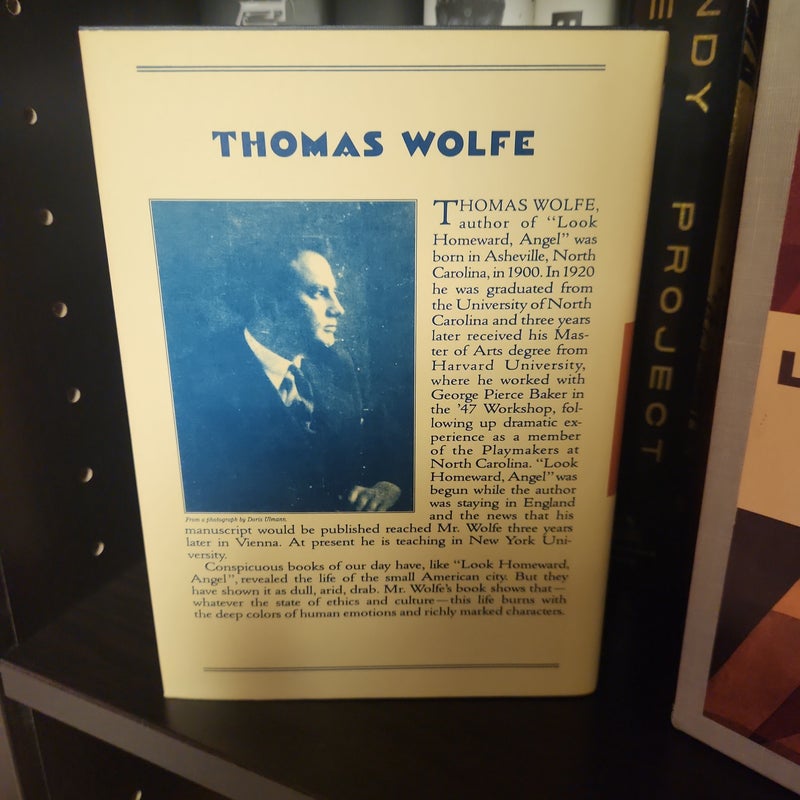 THOMAS WOLFE
THOMAS WOLFE,
author of “Look
Homeward, Angel” was
born in Asheville, North
Carolina, in 1900. In 1920
he was graduated from
the University of North
Carolina and three years
later received his Mas-
ter of Arts degree from
Harvard University,
where he worked with
George Pierce Baker in
the ’47 Workshop, fol-
lowing up dramatic ex-
perience as a member
of the Playmakers at
North Carolina. “Look
Homeward, Angel” was
begun while the author
was staying in England
and the news that his
From a photograph by Doris Ulmann.
manuscript would be published reached Mr. Wolfe three years
later in Vienna. At present he is teaching in New York Uni-
versity.
Conspicuous books of our day have, like “Look Homeward,
Angel”, revealed the life of the small American city. But they
have shown it as dull, arid, drab. Mr. Wolfe’s book shows that—
whatever the state of ethics and culture—this life burns with
the deep colors of human emotions and richly marked characters.
NDY
PROJECT